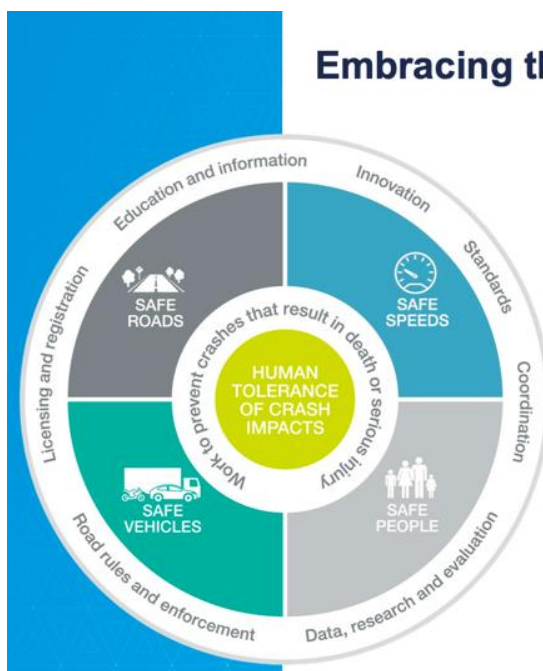 Embracing th
Education and information
Innovation
Standards
Coordination
Data, research and evaluation
Road rules and enforcement
Licensing and registration
SAFE
ROADS
SAFE
SPEEDS
SAFE
VEHICLES
SAFE
PEOPLE
Work to prevent crashes that result in death or serious injury
HUMAN
TOLERANCE
OF CRASH
IMPACTS